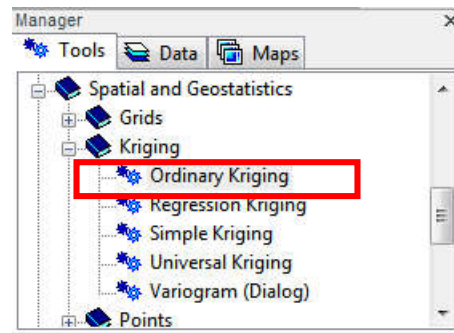 Manager
Tools Data Maps
Spatial and Geostatistics
Grids
Kriging
Ordinary Kriging
Regression Kriging
Simple Kriging
Universal Kriging
Variogram (Dialog)
Points